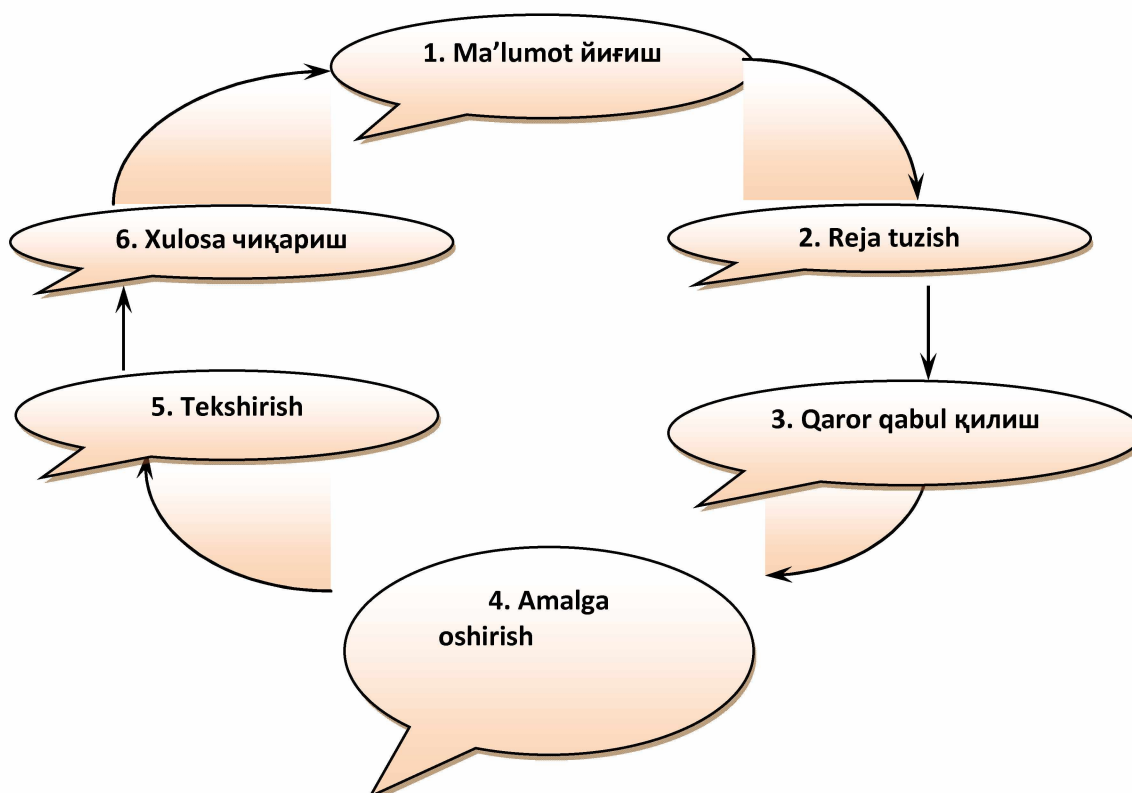 1. Ma’lumot йиғиш
2. Reja tuzish
3. Qaror qabul қилиш
4. Amalga
oshirish
5. Tekshirish
6. Xulosa чиқариш